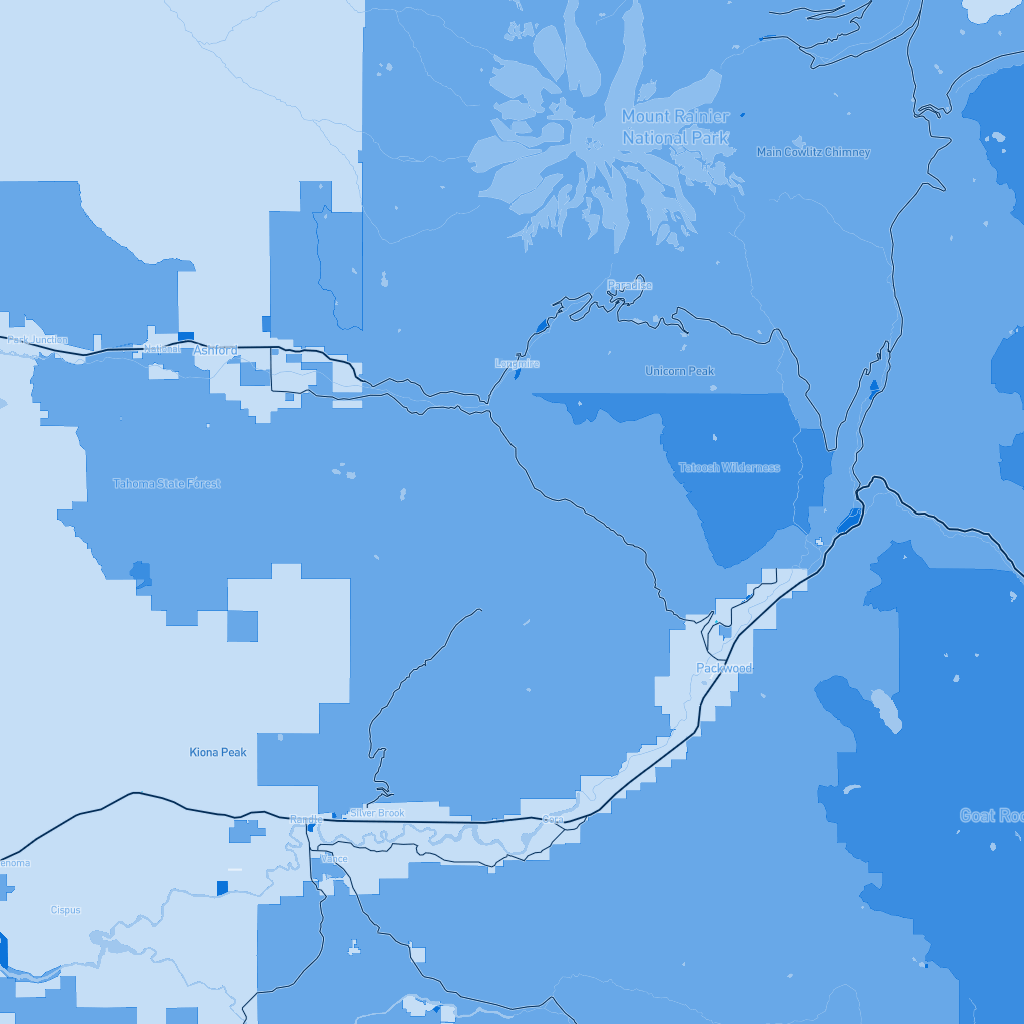 Mount Rainier
National Park
Main Cowlitz Chimney
Paradise
Park Junction
National
Ashford
Longmire
Unicorn Peak
Tatoosh Wilderness
Tahoma State Forest
Packwood
Kiona Peak
Silver Brook
Randle
Cora
Goat Roc
Vance
enoma
Cispus